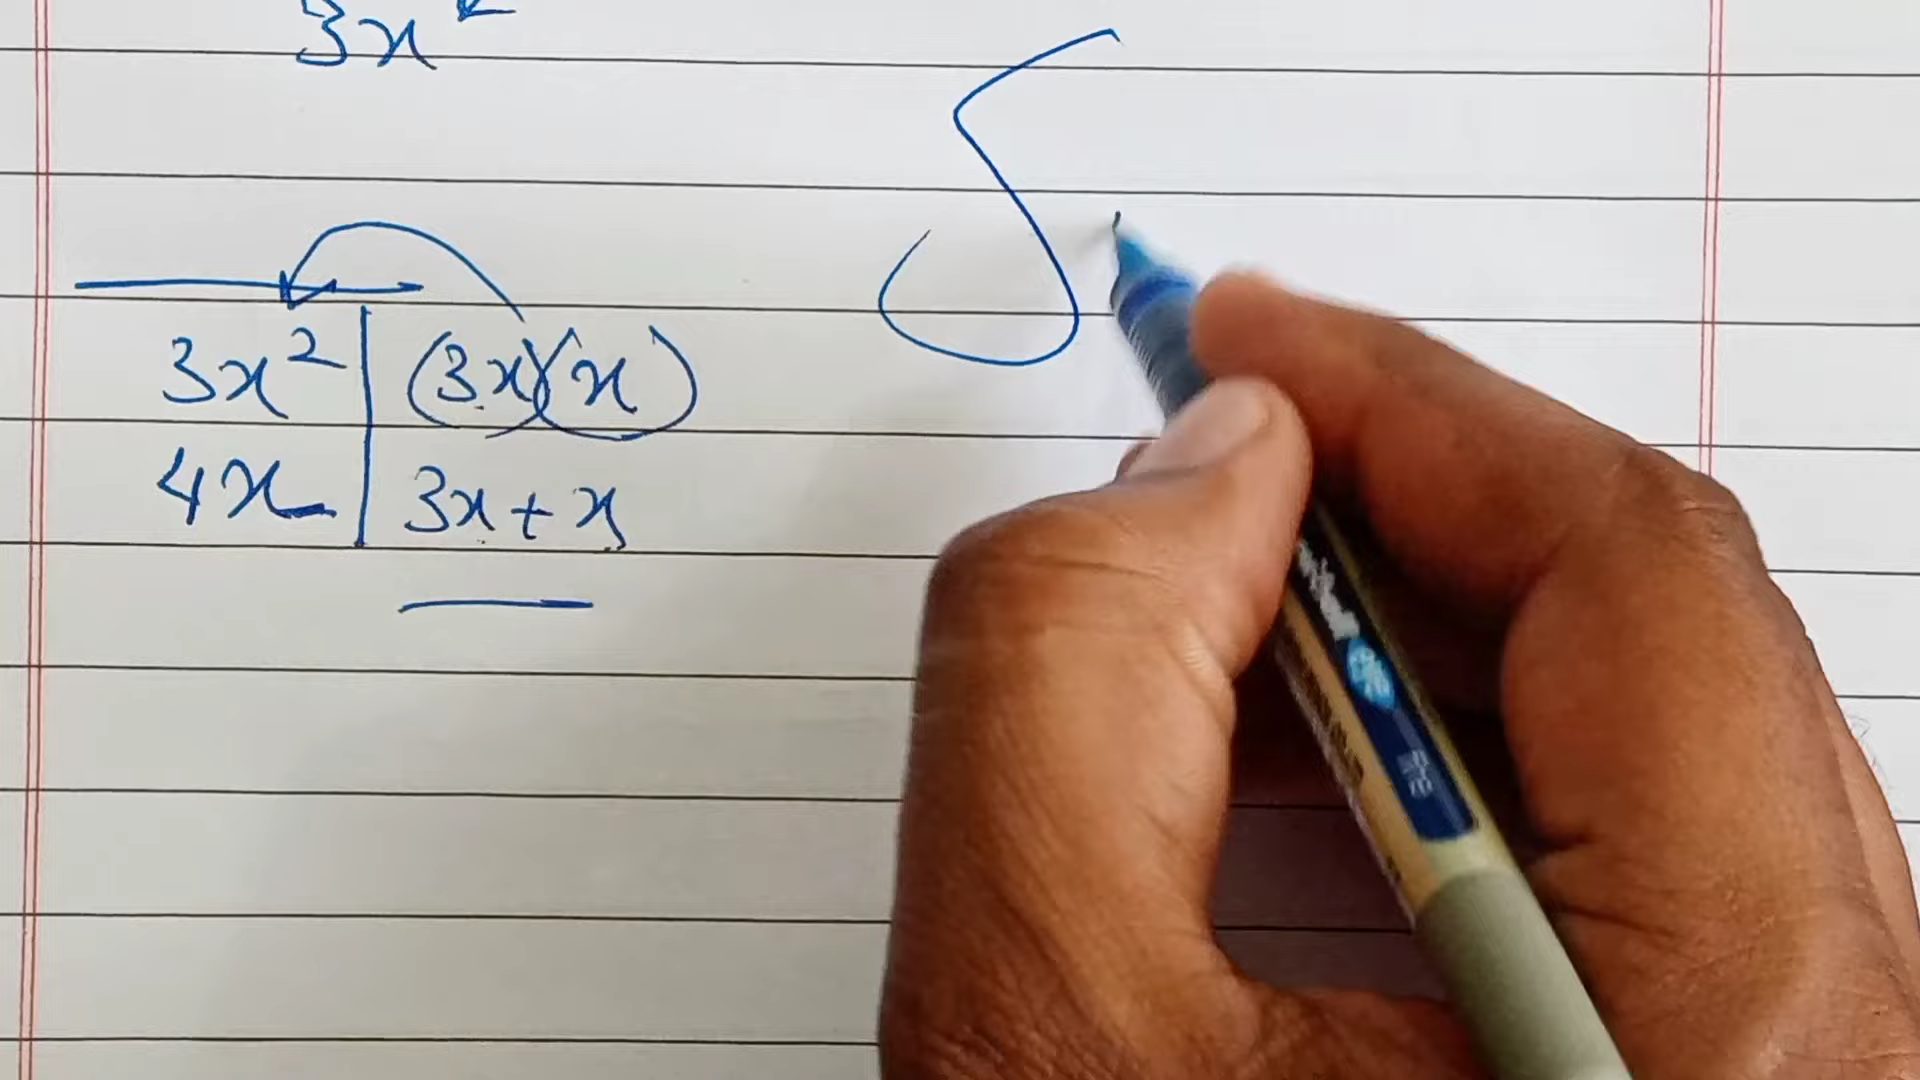 3x²
3x² | (3x)(x)
4x | 3x + x
S